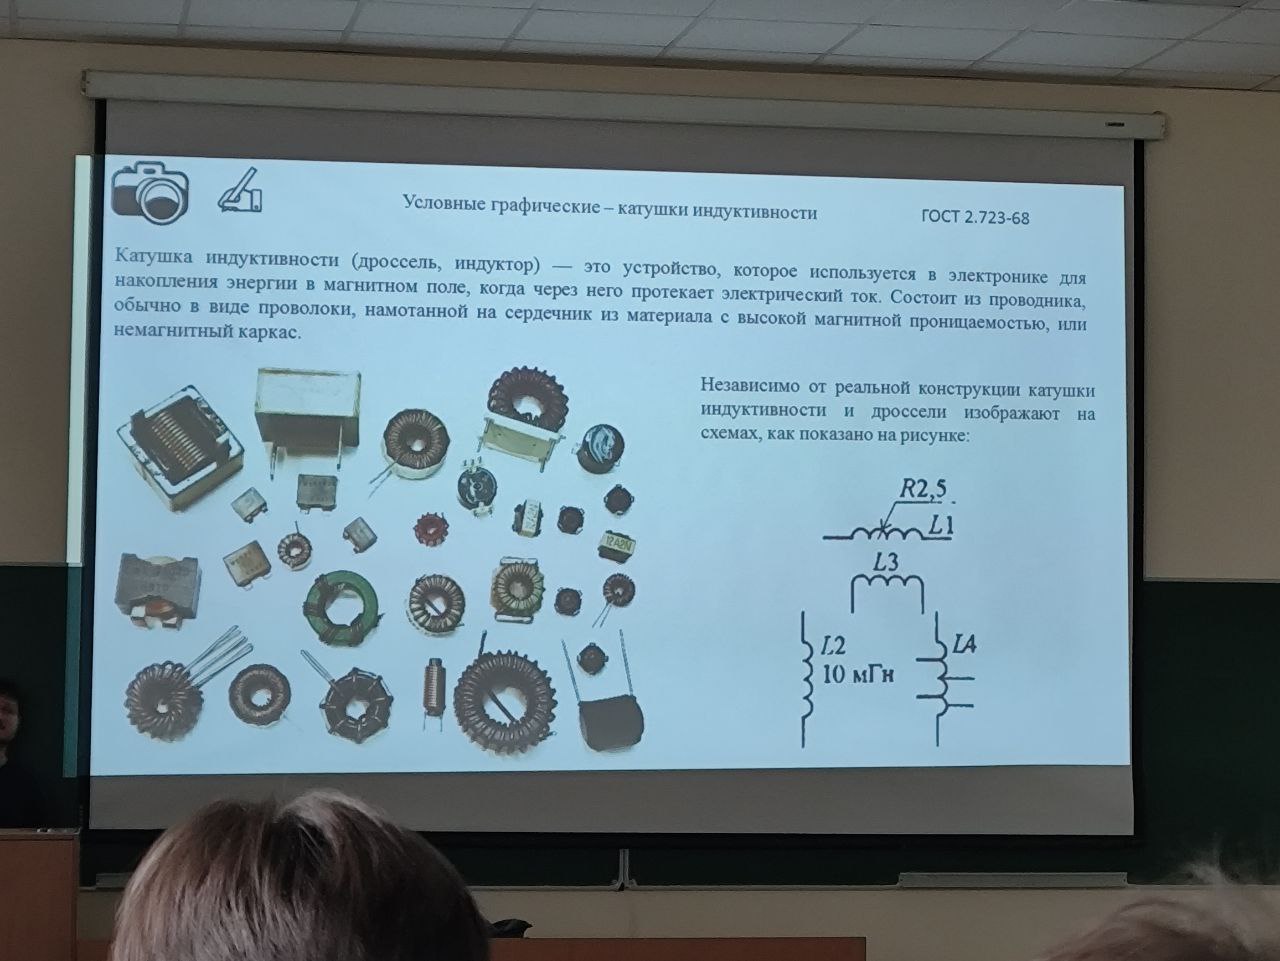 Условные графические – катушки индуктивности
ГОСТ 2.723-68
Катушка индуктивности (дроссель, индуктор) — это устройство, которое используется в электронике для
накопления энергии в магнитном поле, когда через него протекает электрический ток. Состоит из проводника,
обычно в виде проволоки, намотанной на сердечник из материала с высокой магнитной проницаемостью, или
немагнитный каркас.
Независимо от реальной конструкции катушки
индуктивности и дроссели изображают на
схемах, как показано на рисунке:
R2,5
L1
L3
L2
10 мГн
L4